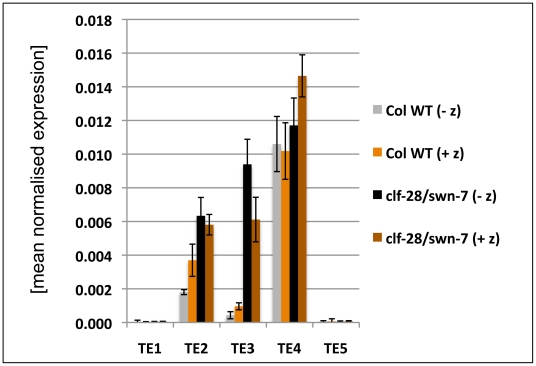 [mean normalised expression]
0.018
0.016
0.014
0.012
0.010
0.008
0.006
0.004
0.002
0.000
TE1 TE2 TE3 TE4 TE5
Col WT (- z)
Col WT (+ z)
clf-28/swn-7 (- z)
clf-28/swn-7 (+ z)